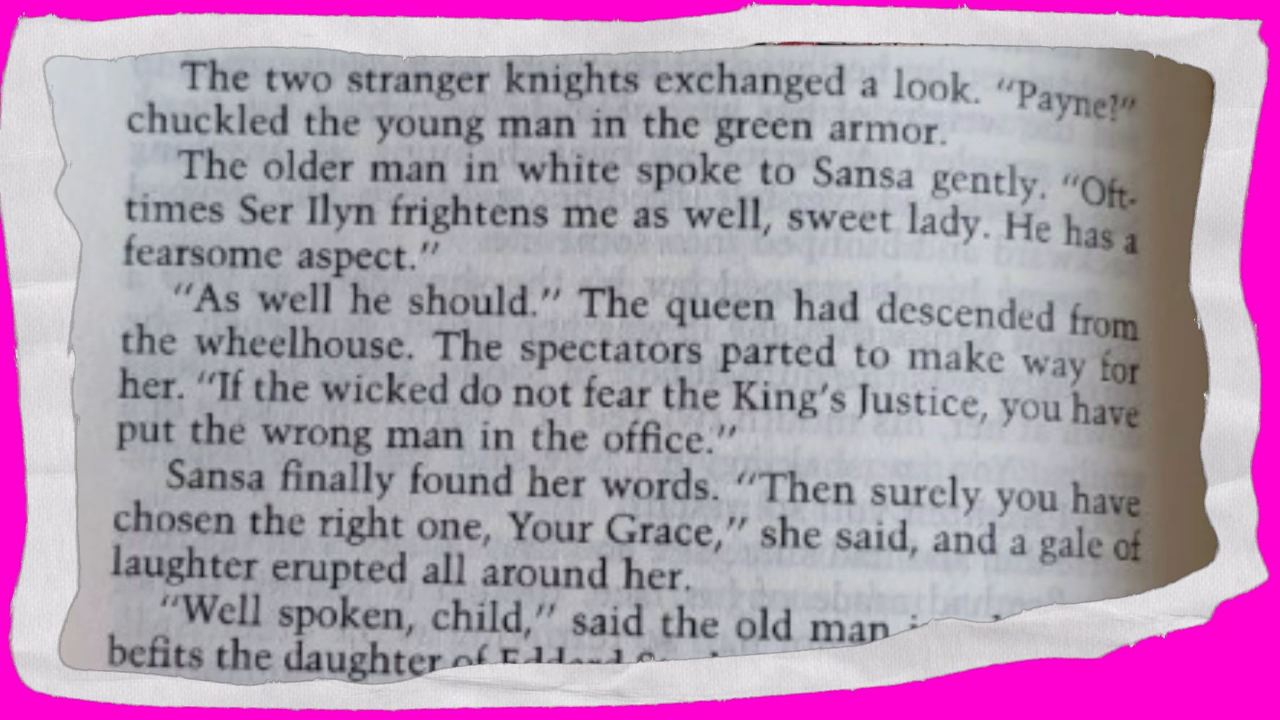 The two stranger knights exchanged a look. “Payne?”
chuckled the young man in the green armor.
The older man in white spoke to Sansa gently. “Oft-
times Ser Ilyn frightens me as well, sweet lady. He has a
fearsome aspect.”
“As well he should.” The queen had descended from
the wheelhouse. The spectators parted to make way for
her. “If the wicked do not fear the King’s Justice, you have
put the wrong man in the office.”
Sansa finally found her words. “Then surely you have
chosen the right one, Your Grace,” she said, and a gale of
laughter erupted all around her.
“Well spoken, child,” said the old man
befits the daughter of